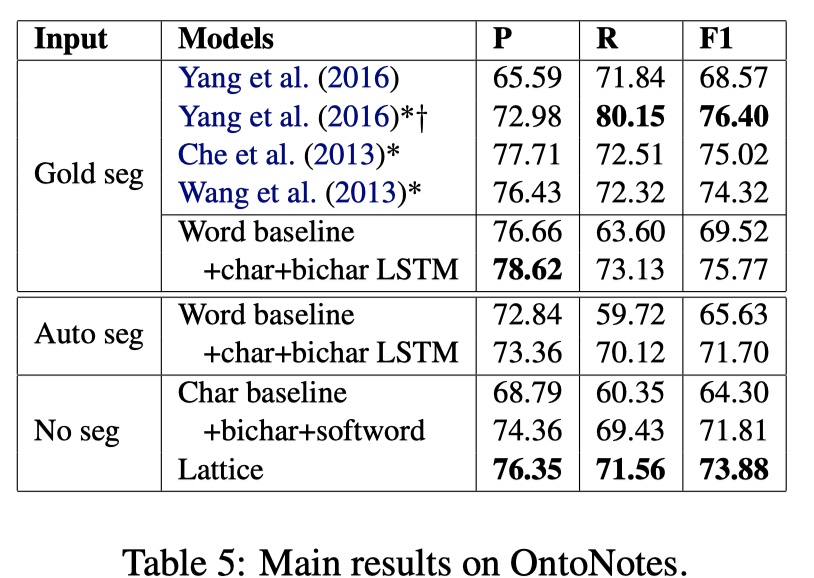 Input Models P R F1
Gold seg
Yang et al. (2016) 65.59 71.84 68.57
Yang et al. (2016)*† 72.98 80.15 76.40
Che et al. (2013)* 77.71 72.51 75.02
Wang et al. (2013)* 76.43 72.32 74.32
Word baseline 76.66 63.60 69.52
+char+bichar LSTM 78.62 73.13 75.77
Auto seg
Word baseline 72.84 59.72 65.63
+char+bichar LSTM 73.36 70.12 71.70
No seg
Char baseline 68.79 60.35 64.30
+bichar+softword 74.36 69.43 71.81
Lattice 76.35 71.56 73.88
Table 5: Main results on OntoNotes.